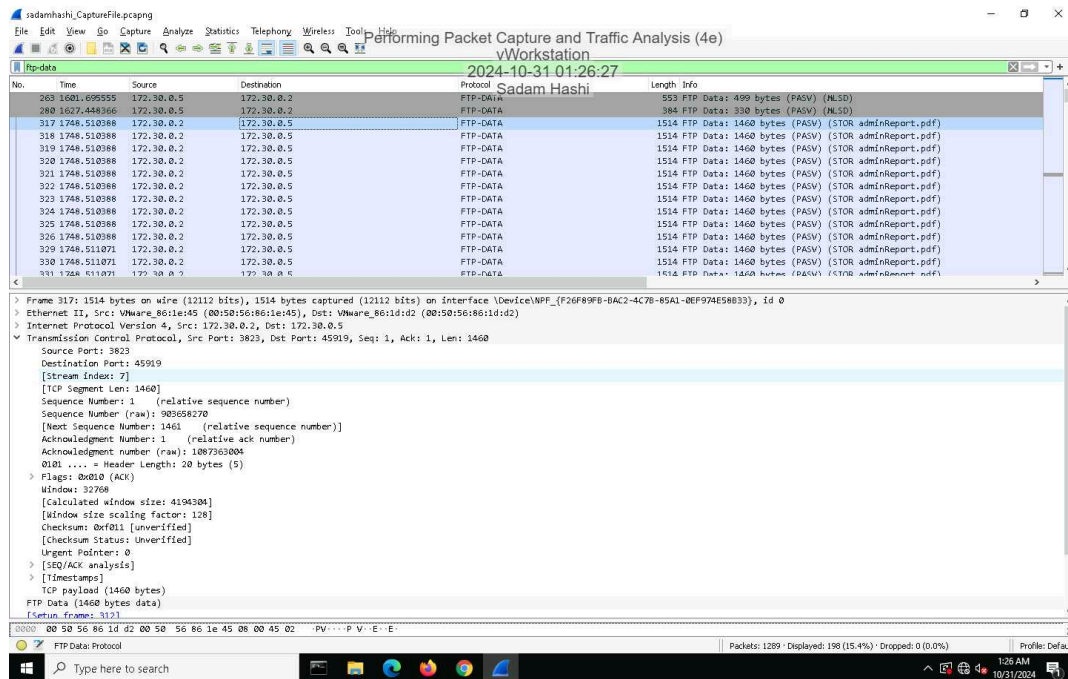 sadamhashi_CaptureFile.pcapng
File Edit View Go Capture Analyze Statistics Telephony Wireless Tools Help
Performing Packet Capture and Traffic Analysis (4e)
vWorkstation
2024-10-31 01:26:27
Sadam Hashi
ftp-data
No. Time Source Destination Protocol Length Info
263 1601.695555 172.30.0.5 172.30.0.2 FTP-DATA 553 FTP Data: 499 bytes (PASV) (MLSD)
280 1627.448366 172.30.0.5 172.30.0.2 FTP-DATA 384 FTP Data: 330 bytes (PASV) (MLSD)
317 1748.510388 172.30.0.2 172.30.0.5 FTP-DATA 1514 FTP Data: 1460 bytes (PASV) (STOR adminReport.pdf)
318 1748.510388 172.30.0.2 172.30.0.5 FTP-DATA 1514 FTP Data: 1460 bytes (PASV) (STOR adminReport.pdf)
319 1748.510388 172.30.0.2 172.30.0.5 FTP-DATA 1514 FTP Data: 1460 bytes (PASV) (STOR adminReport.pdf)
320 1748.510388 172.30.0.2 172.30.0.5 FTP-DATA 1514 FTP Data: 1460 bytes (PASV) (STOR adminReport.pdf)
321 1748.510388 172.30.0.2 172.30.0.5 FTP-DATA 1514 FTP Data: 1460 bytes (PASV) (STOR adminReport.pdf)
322 1748.510388 172.30.0.2 172.30.0.5 FTP-DATA 1514 FTP Data: 1460 bytes (PASV) (STOR adminReport.pdf)
323 1748.510388 172.30.0.2 172.30.0.5 FTP-DATA 1514 FTP Data: 1460 bytes (PASV) (STOR adminReport.pdf)
324 1748.510388 172.30.0.2 172.30.0.5 FTP-DATA 1514 FTP Data: 1460 bytes (PASV) (STOR adminReport.pdf)
325 1748.510388 172.30.0.2 172.30.0.5 FTP-DATA 1514 FTP Data: 1460 bytes (PASV) (STOR adminReport.pdf)
326 1748.510388 172.30.0.2 172.30.0.5 FTP-DATA 1514 FTP Data: 1460 bytes (PASV) (STOR adminReport.pdf)
329 1748.511071 172.30.0.2 172.30.0.5 FTP-DATA 1514 FTP Data: 1460 bytes (PASV) (STOR adminReport.pdf)
330 1748.511071 172.30.0.2 172.30.0.5 FTP-DATA 1514 FTP Data: 1460 bytes (PASV) (STOR adminReport.pdf)
331 1748.511071 172.30.0.2 172.30.0.5 FTP-DATA 1514 FTP Data: 1460 bytes (PASV) (STOR adminReport.pdf)
Frame 317: 1514 bytes on wire (12112 bits), 1514 bytes captured (12112 bits) on interface \Device\NPF_{F26F89FB-BAC2-4C7B-85A1-0EF974E58B33}, id 0
Ethernet II, Src: VMware_86:1e:45 (00:50:56:86:1e:45), Dst: VMware_86:1d:d2 (00:50:56:86:1d:d2)
Internet Protocol Version 4, Src: 172.30.0.2, Dst: 172.30.0.5
Transmission Control Protocol, Src Port: 3823, Dst Port: 45919, Seq: 1, Ack: 1, Len: 1460
Source Port: 3823
Destination Port: 45919
[Stream index: 7]
[TCP Segment Len: 1460]
Sequence Number: 1 (relative sequence number)
Sequence Number (raw): 903658270
[Next Sequence Number: 1461 (relative sequence number)]
Acknowledgment Number: 1 (relative ack number)
Acknowledgment number (raw): 1087363004
0101 .... = Header Length: 20 bytes (5)
Flags: 0x010 (ACK)
Window: 32768
[Calculated window size: 4194304]
[Window size scaling factor: 128]
Checksum: 0xf011 [unverified]
[Checksum Status: Unverified]
Urgent Pointer: 0
[SEQ/ACK analysis]
[Timestamps]
TCP payload (1460 bytes)
FTP Data (1460 bytes data)
[Setup frame: 312]
0000 00 50 56 86 1d d2 00 50 56 86 1e 45 08 00 45 02 ·PV····P V··E··E·
FTP Data: Protocol
Packets: 1289 · Displayed: 198 (15.4%) · Dropped: 0 (0.0%)
Profile: Defau
Type here to search
1:26 AM
10/31/2024